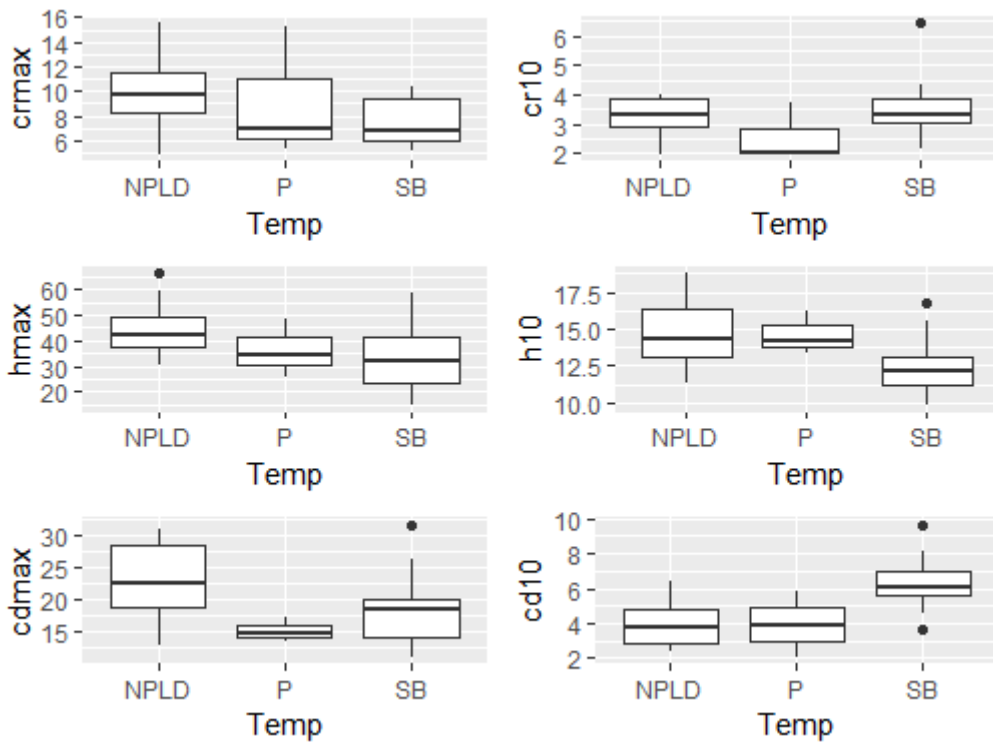 crmax
16
14
12
10
8
6
NPLD P SB
Temp
cr10
6
5
4
3
2
NPLD P SB
Temp
hmax
60
50
40
30
20
NPLD P SB
Temp
h10
17.5
15.0
12.5
10.0
NPLD P SB
Temp
cdmax
30
25
20
15
NPLD P SB
Temp
cd10
10
8
6
4
2
NPLD P SB
Temp